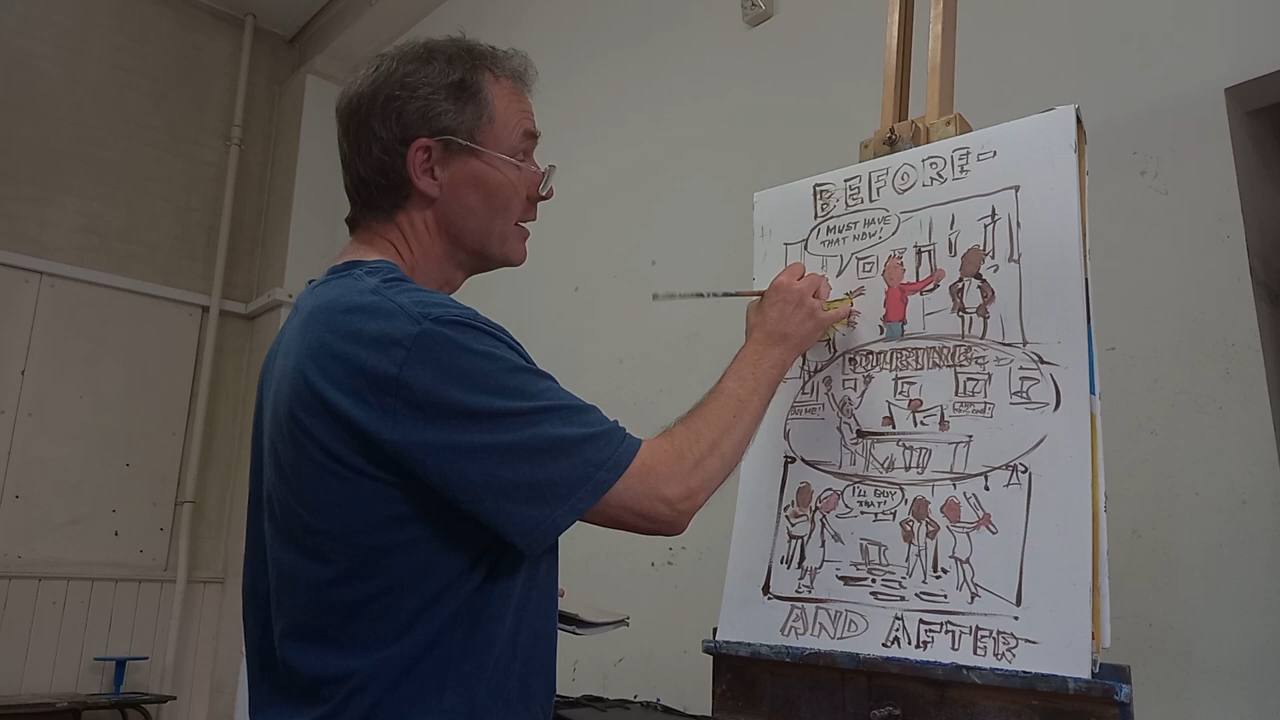 BEFORE-
I MUST HAVE
THAT NOW!
DURING
I'LL BUY
THAT!
AND AFTER